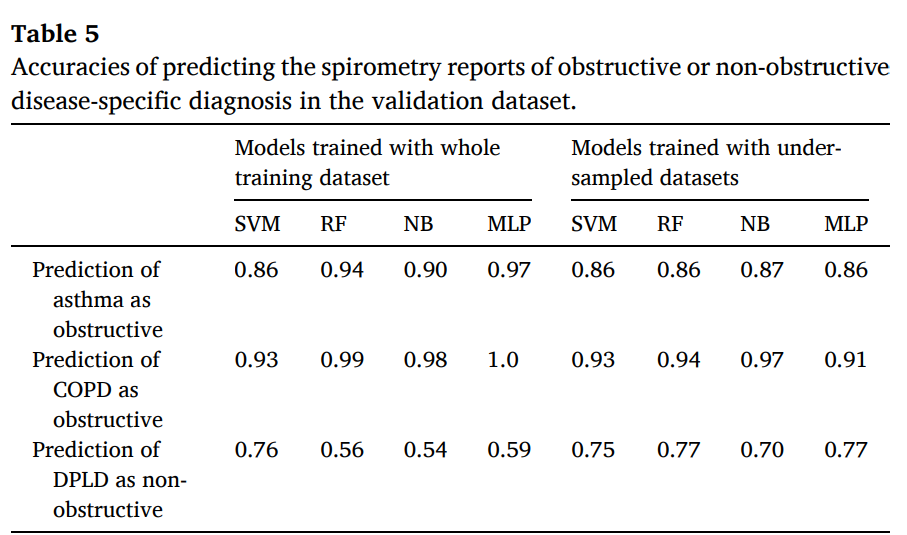 Table 5
Accuracies of predicting the spirometry reports of obstructive or non-obstructive
disease-specific diagnosis in the validation dataset.
Models trained with whole training dataset
Models trained with under-sampled datasets
SVM RF NB MLP SVM RF NB MLP
Prediction of 0.86 0.94 0.90 0.97 0.86 0.86 0.87 0.86
asthma as
obstructive
Prediction of 0.93 0.99 0.98 1.0 0.93 0.94 0.97 0.91
COPD as
obstructive
Prediction of 0.76 0.56 0.54 0.59 0.75 0.77 0.70 0.77
DPLD as non-
obstructive